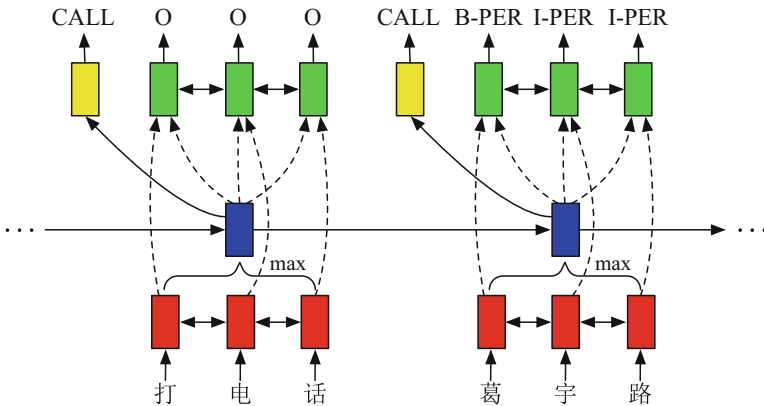 CALL O O O CALL B-PER I-PER I-PER
... ...
max max
打 电 话 葛 宇 路